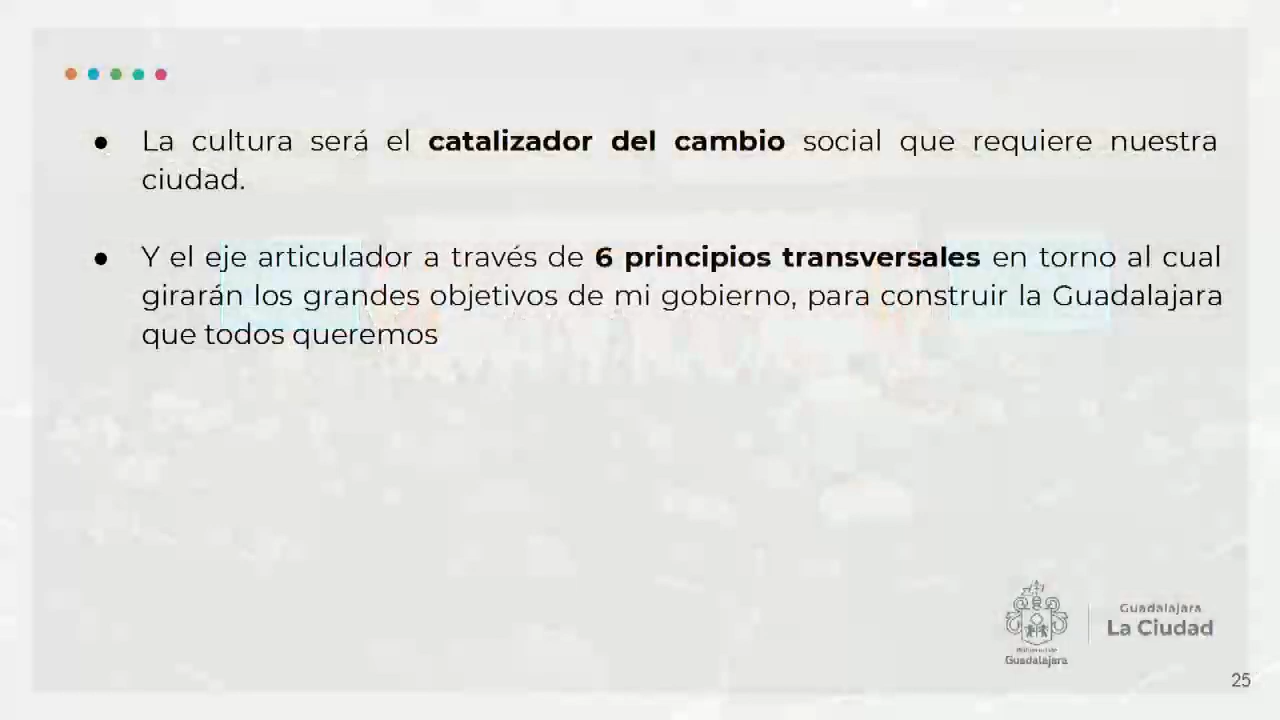 ● La cultura será el catalizador del cambio social que requiere nuestra
ciudad.
● Y el eje articulador a través de 6 principios transversales en torno al cual
girarán los grandes objetivos de mi gobierno, para construir la Guadalajara
que todos queremos
Guadalajara
La Ciudad
Gobierno de
Guadalajara
25